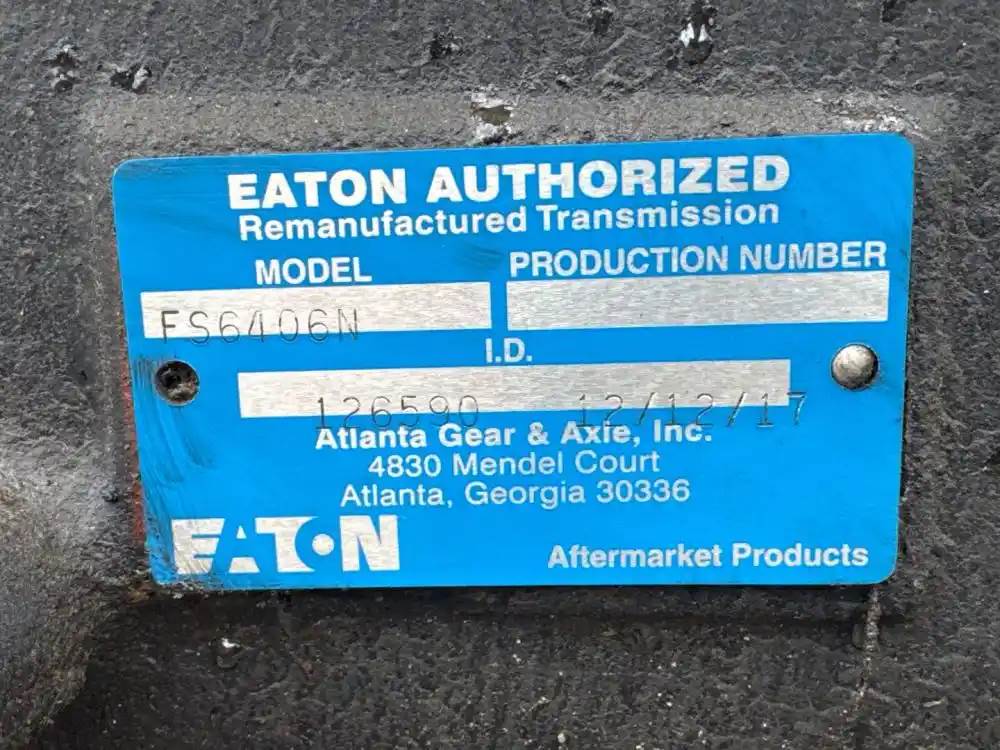 EATON AUTHORIZED
Remanufactured Transmission
MODEL PRODUCTION NUMBER
FS6406N
I.D.
126590 12/12/17
Atlanta Gear & Axle, Inc.
4830 Mendel Court
Atlanta, Georgia 30336
EATON Aftermarket Products